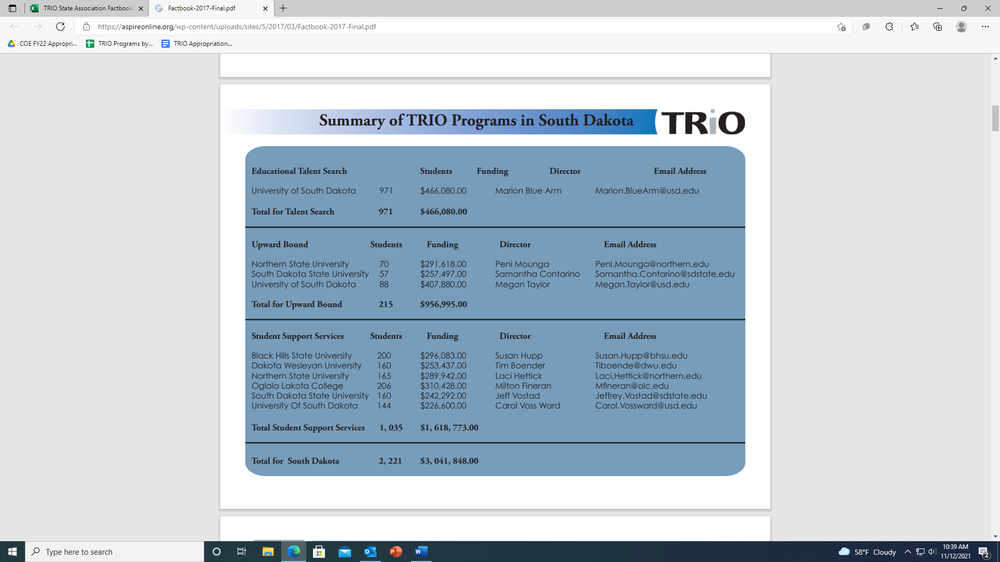 TRIO State Association Factbook
Factbook-2017-Final.pdf
https://aspireonline.org/wp-content/uploads/sites/5/2017/03/Factbook-2017-Final.pdf
COE FY22 Appropri... TRIO Programs by... TRIO Appropriation...
Summary of TRIO Programs in South Dakota TRiO
Educational Talent Search Students Funding Director Email Address
University of South Dakota 971 $466,080.00 Marion Blue Arm Marion.BlueArm@usd.edu
Total for Talent Search 971 $466,080.00
Upward Bound Students Funding Director Email Address
Northern State University 70 $291,618.00 Peni Mounga Peni.Mounga@northern.edu
South Dakota State University 57 $257,497.00 Samantha Contarino Samantha.Contarino@sdstate.edu
University of South Dakota 88 $407,880.00 Megan Taylor Megan.Taylor@usd.edu
Total for Upward Bound 215 $956,995.00
Student Support Services Students Funding Director Email Address
Black Hills State University 200 $296,083.00 Susan Hupp Susan.Hupp@bhsu.edu
Dakota Wesleyan University 160 $253,437.00 Tim Boender Tiboende@dwu.edu
Northern State University 165 $289,942.00 Laci Hettick Laci.Hettick@northern.edu
Oglala Lakota College 206 $310,428.00 Milton Fineran Mfineran@olc.edu
South Dakota State University 160 $242,292.00 Jeff Vostad Jeffrey.Vostad@sdstate.edu
University Of South Dakota 144 $226,600.00 Carol Voss Ward Carol.Vossward@usd.edu
Total Student Support Services 1, 035 $1, 618, 773.00
Total for South Dakota 2, 221 $3, 041, 848.00
Type here to search
58°F Cloudy
10:39 AM
11/12/2021
2